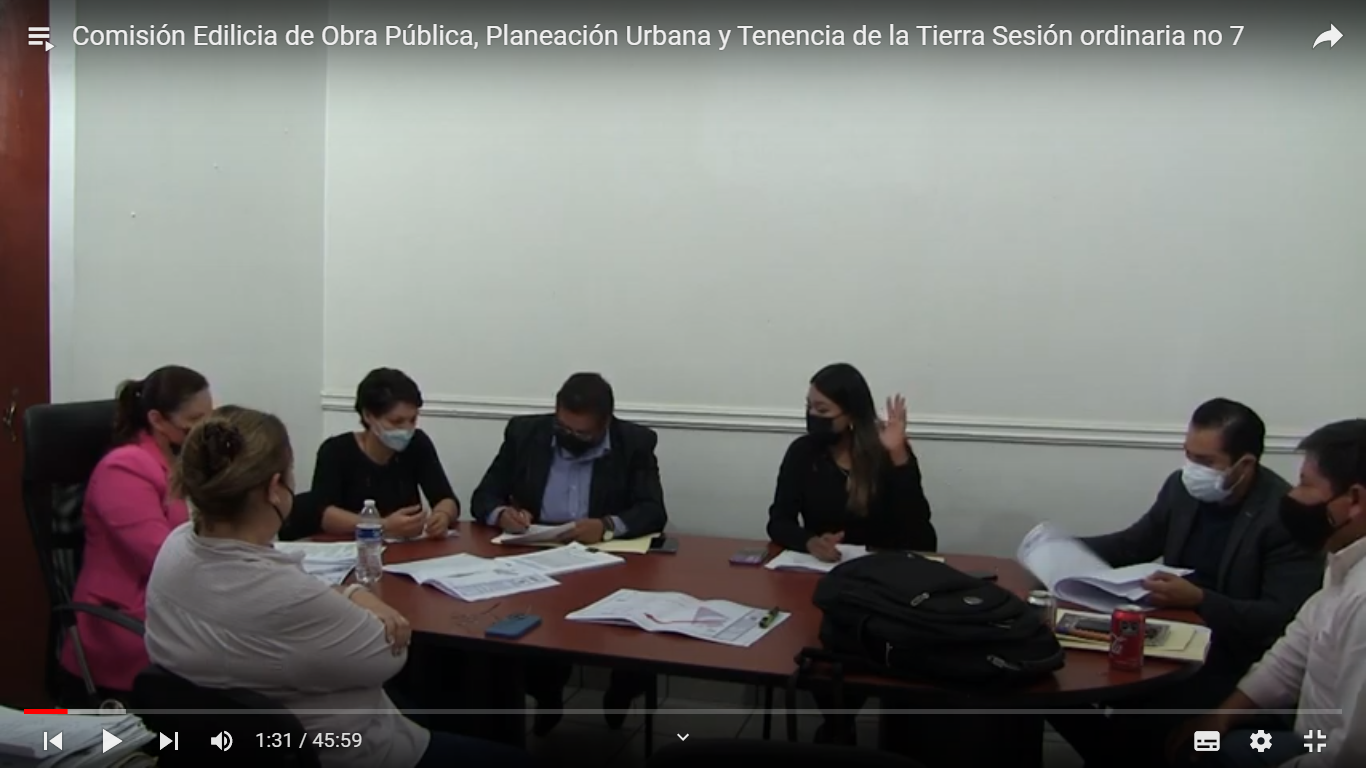 Comisión Edilicia de Obra Pública, Planeación Urbana y Tenencia de la Tierra Sesión ordinaria no 7
1:31 / 45:59